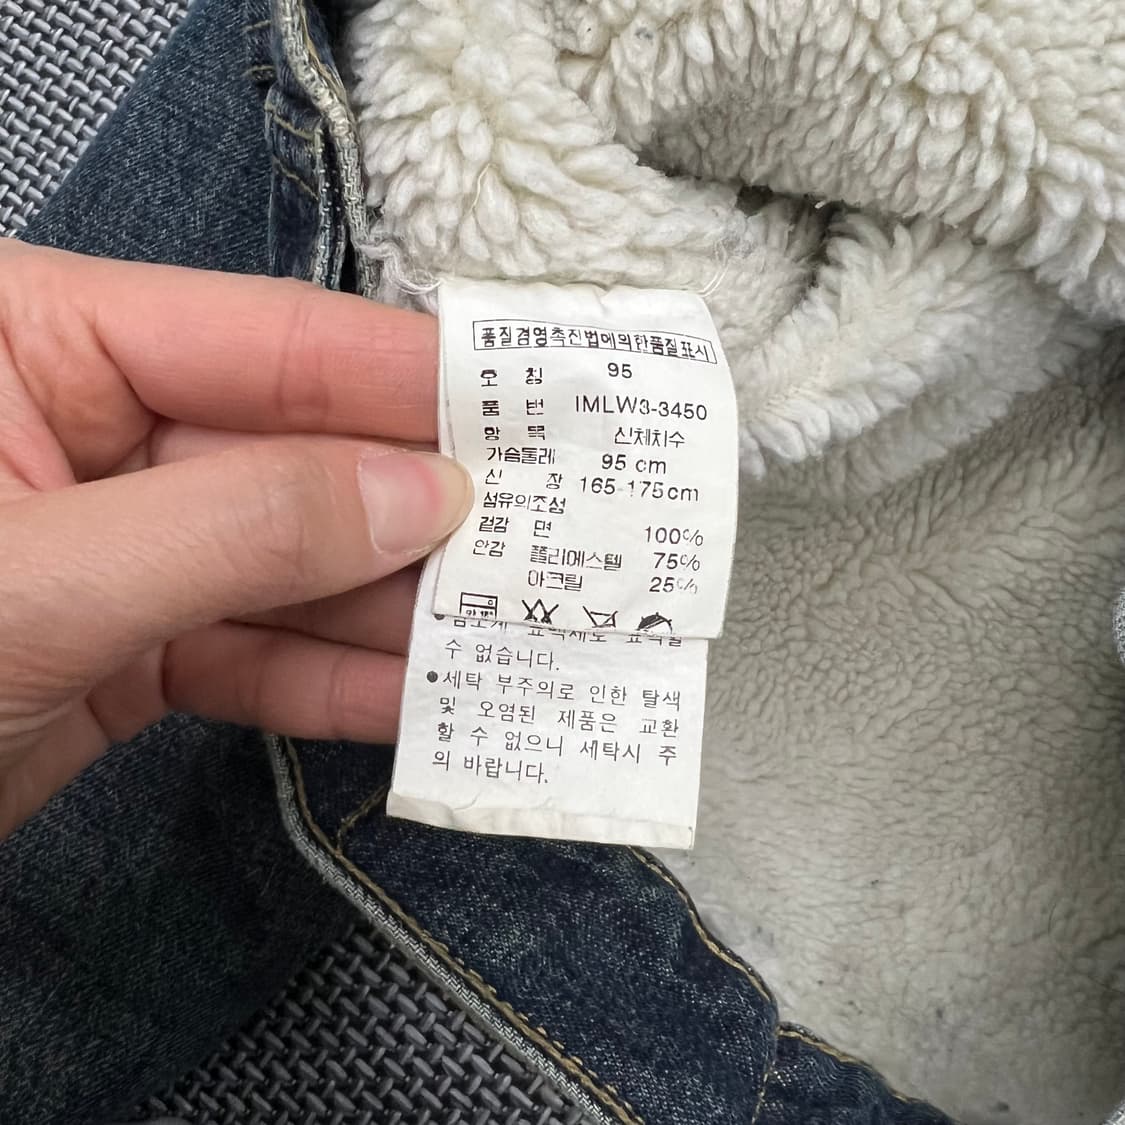 품질경영촉진법에의한품질표시
호 칭 95
품 번 IMLW3-3450
항 목 신체치수
가슴둘레 95 cm
신 장 165-175cm
섬유의조성
겉감 면 100%
안감 폴리에스텔 75%
아크릴 25%
수 없습니다.
●세탁 부주의로 인한 탈색
및 오염된 제품은 교환
할 수 없으니 세탁시 주
의 바랍니다.